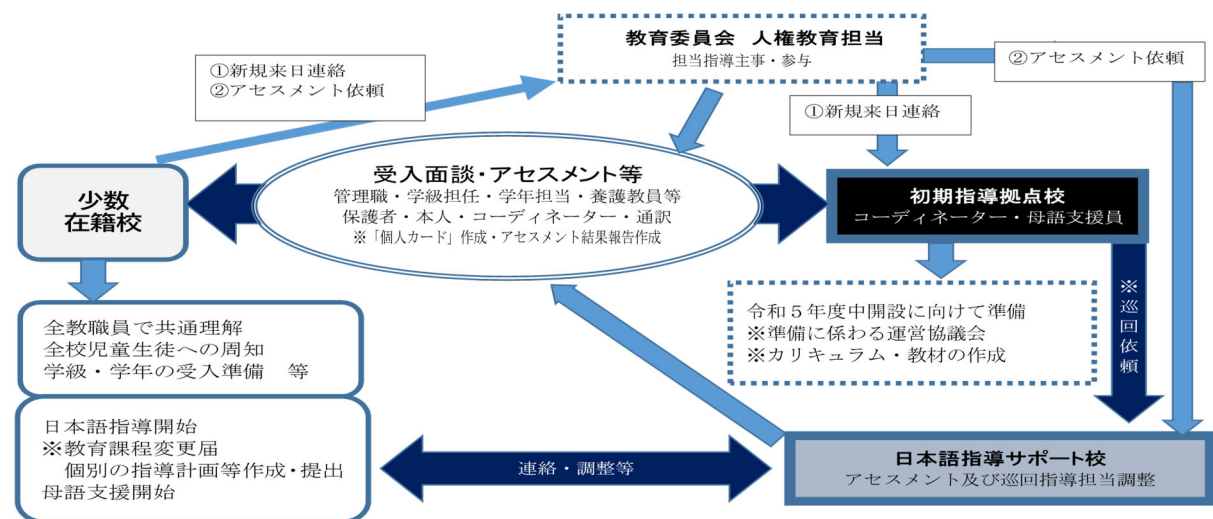 教育委員会 人権教育担当
担当指導主事・参与
①新規来日連絡
②アセスメント依頼
②アセスメント依頼
①新規来日連絡
受入面談・アセスメント等
管理職・学級担任・学年担当・養護教員等
保護者・本人・コーディネーター・通訳
※「個人カード」作成・アセスメント結果報告作成
少数
在籍校
初期指導拠点校
コーディネーター・母語支援員
全教職員で共通理解
全校児童生徒への周知
学級・学年の受入準備 等
令和５年度中開設に向けて準備
※準備に係わる運営協議会
※カリキュラム・教材の作成
※巡回依頼
日本語指導開始
※教育課程変更届
個別の指導計画等作成・提出
母語支援開始
連絡・調整等
日本語指導サポート校
アセスメント及び巡回指導担当調整